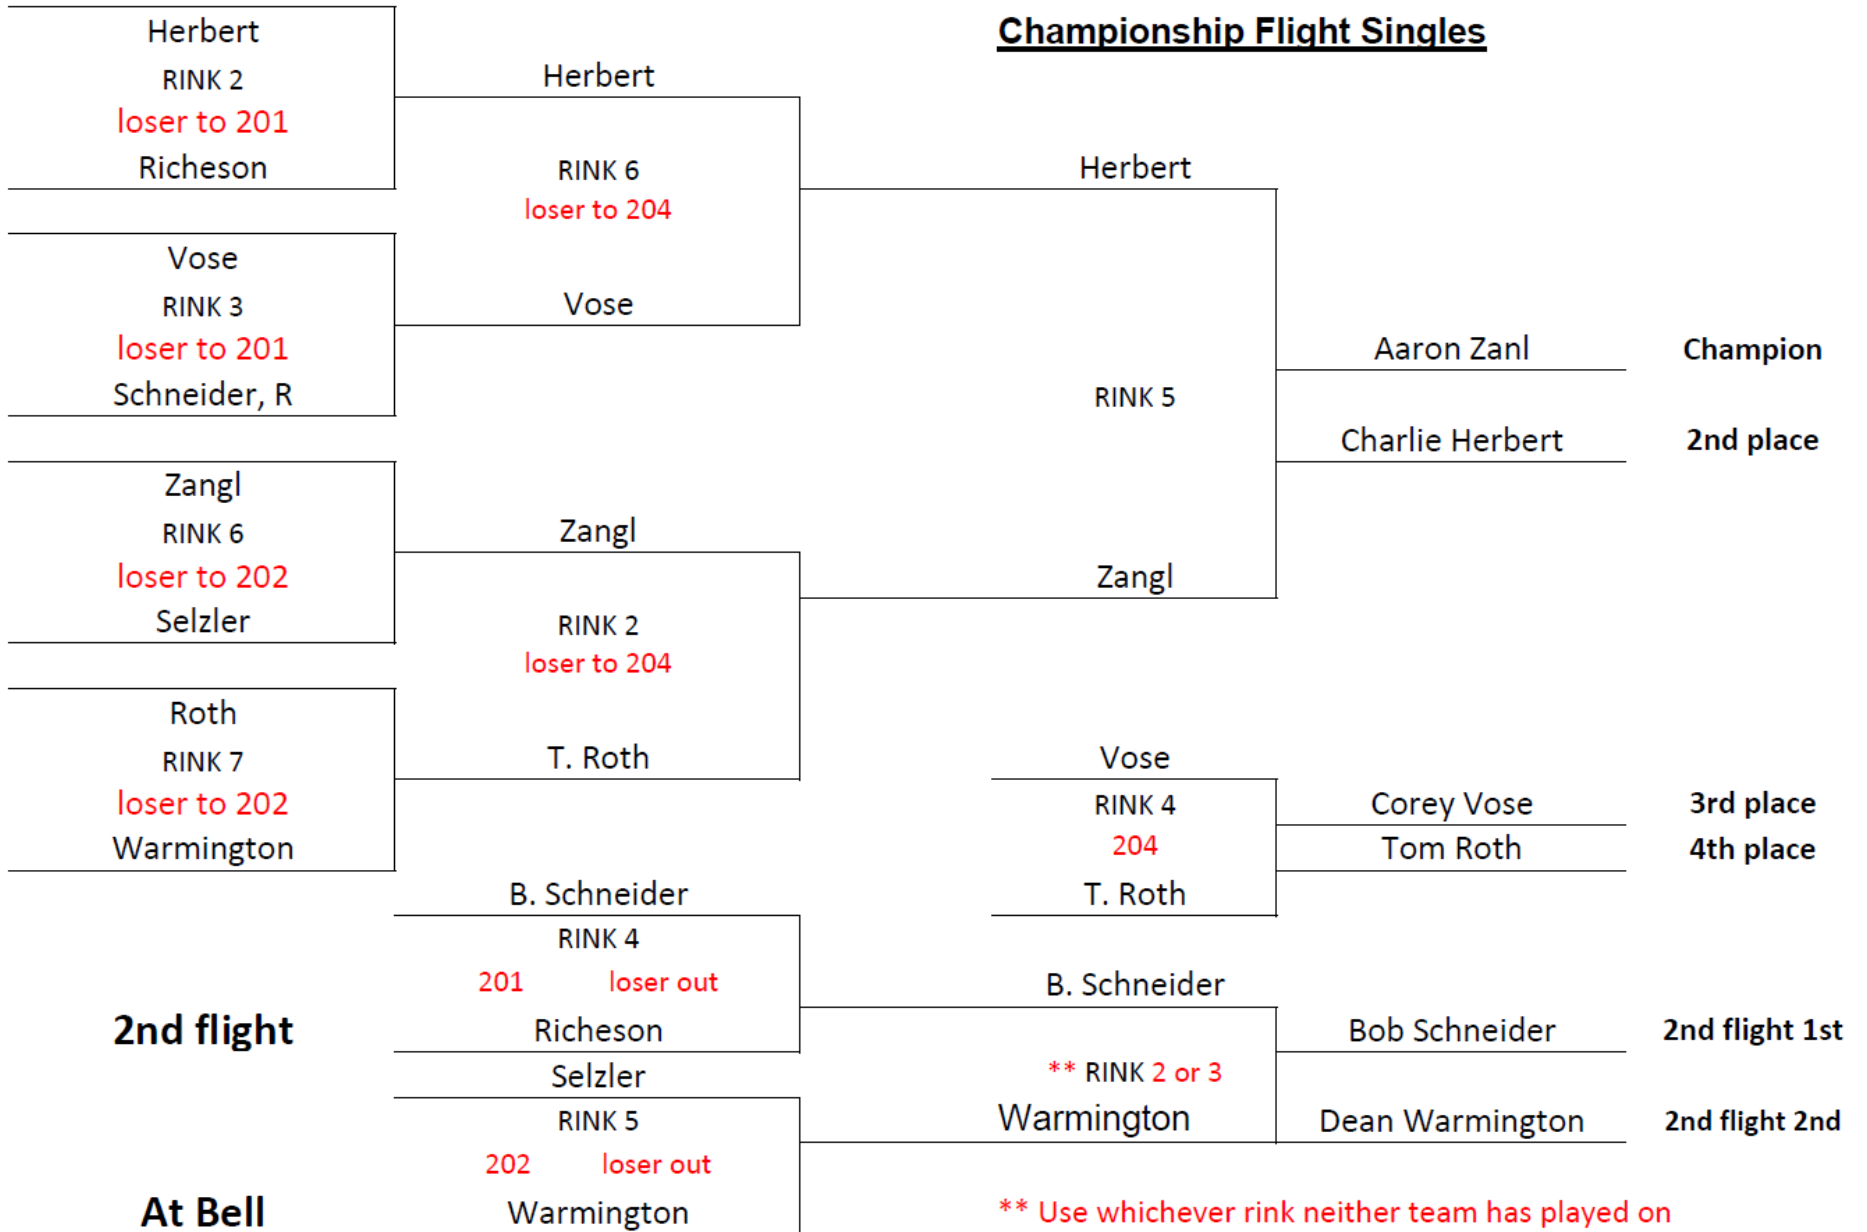 Championship Flight Singles
Herbert
RINK 2
loser to 201
Richeson
Vose
RINK 3
loser to 201
Schneider, R
Zangl
RINK 6
loser to 202
Selzler
Roth
RINK 7
loser to 202
Warmington
Herbert
RINK 6
loser to 204
Vose
Zangl
RINK 2
loser to 204
T. Roth
Herbert
RINK 5
Zangl
Aaron Zanl Champion
Charlie Herbert 2nd place
Vose
RINK 4
204
T. Roth
Corey Vose 3rd place
Tom Roth 4th place
2nd flight
B. Schneider
RINK 4
201 loser out
Richeson
Selzler
RINK 5
202 loser out
Warmington
B. Schneider
** RINK 2 or 3
Warmington
Bob Schneider 2nd flight 1st
Dean Warmington 2nd flight 2nd
At Bell
** Use whichever rink neither team has played on